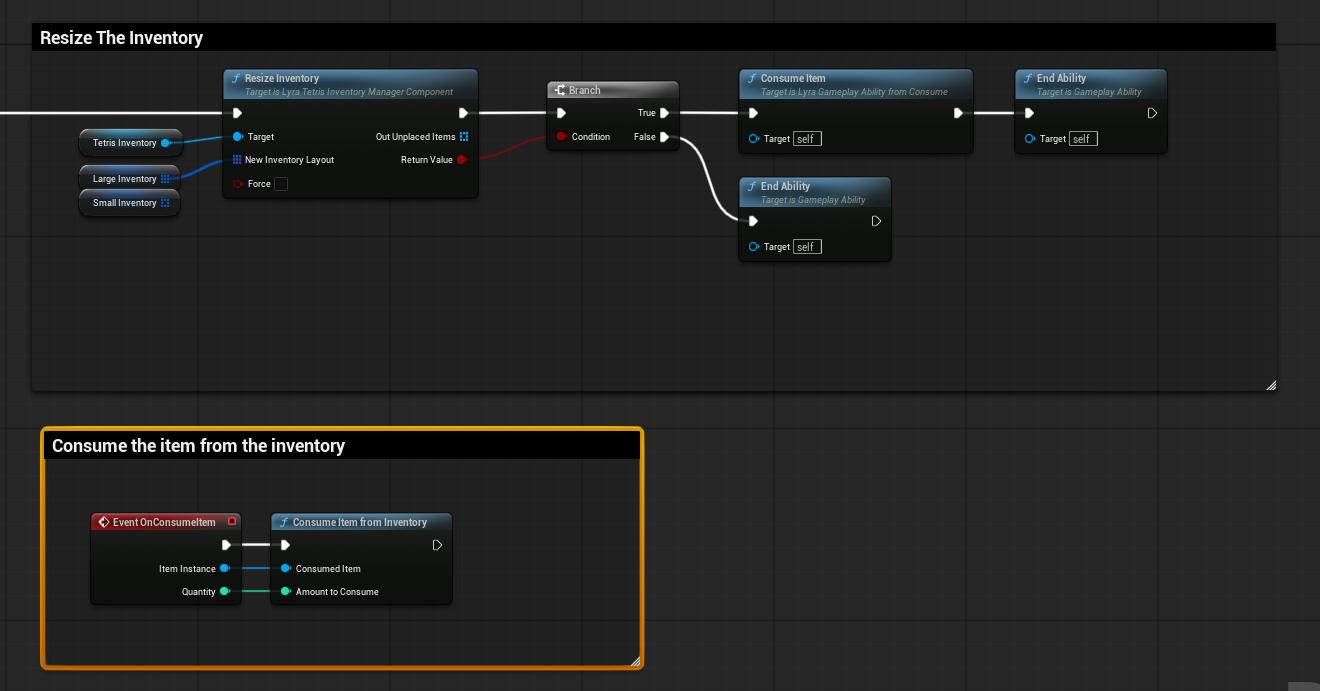 Resize The Inventory
Resize Inventory
Target is Lyra Tetris Inventory Manager Component
Target
Out Unplaced Items
New Inventory Layout
Return Value
Force
Tetris Inventory
Large Inventory
Small Inventory
Branch
True
Condition
False
Consume Item
Target is Lyra Gameplay Ability from Consume
Target self
End Ability
Target is Gameplay Ability
Target self
End Ability
Target is Gameplay Ability
Target self
Consume the item from the inventory
Event OnConsumeItem
Item Instance
Quantity
Consume Item from Inventory
Consumed Item
Amount to Consume